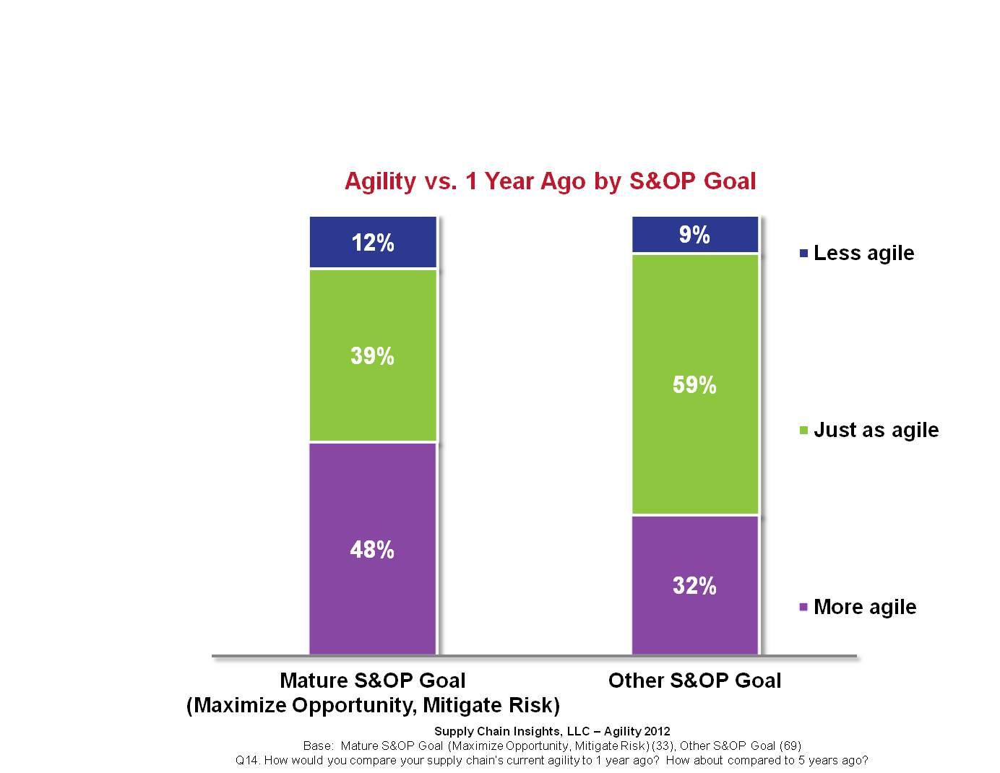 Agility vs. 1 Year Ago by S&OP Goal
12%
9%
Less agile
39%
59%
Just as agile
48%
32%
More agile
Mature S&OP Goal
(Maximize Opportunity, Mitigate Risk)
Other S&OP Goal
Supply Chain Insights, LLC – Agility 2012
Base:  Mature S&OP Goal (Maximize Opportunity, Mitigate Risk) (33), Other S&OP Goal (69)
Q14. How would you compare your supply chain's current agility to 1 year ago?  How about compared to 5 years ago?